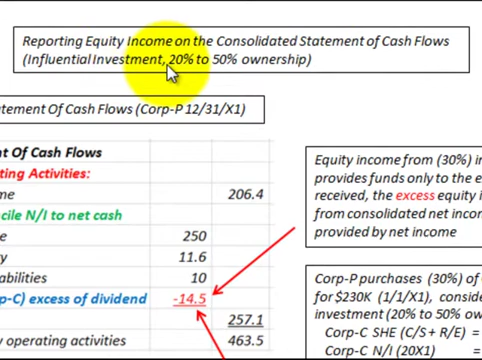 Reporting Equity Income on the Consolidated Statement of Cash Flows
(Influential Investment, 20% to 50% ownership)
tatement Of Cash Flows (Corp-P 12/31/X1)
nt Of Cash Flows
ting Activities:
me 206.4
cile N/I to net cash
e 250
y 11.6
abilities 10
p-C) excess of dividend -14.5
257.1
y operating activities 463.5
Equity income from (30%) in
provides funds only to the e
received, the excess equity i
from consolidated net incom
provided by net income
Corp-P purchases (30%) of
for $230K (1/1/X1), conside
investment (20% to 50% ow
Corp-C SHE (C/S + R/E) =
Corp-C N/I (20X1) =